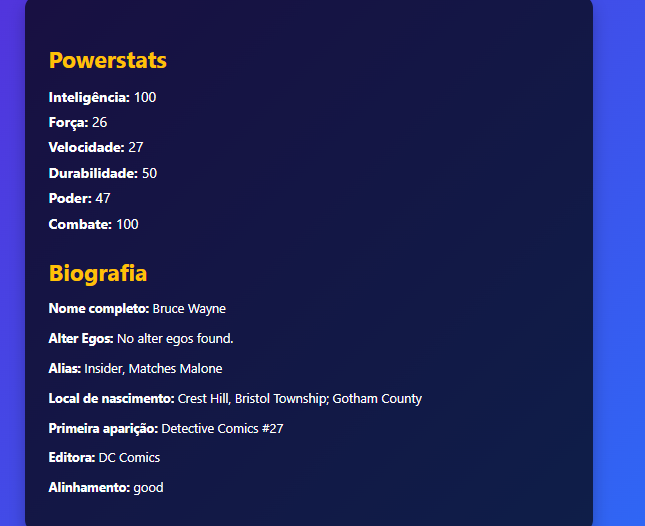 Powerstats
Inteligência: 100
Força: 26
Velocidade: 27
Durabilidade: 50
Poder: 47
Combate: 100
Biografia
Nome completo: Bruce Wayne
Alter Egos: No alter egos found.
Alias: Insider, Matches Malone
Local de nascimento: Crest Hill, Bristol Township; Gotham County
Primeira aparição: Detective Comics #27
Editora: DC Comics
Alinhamento: good